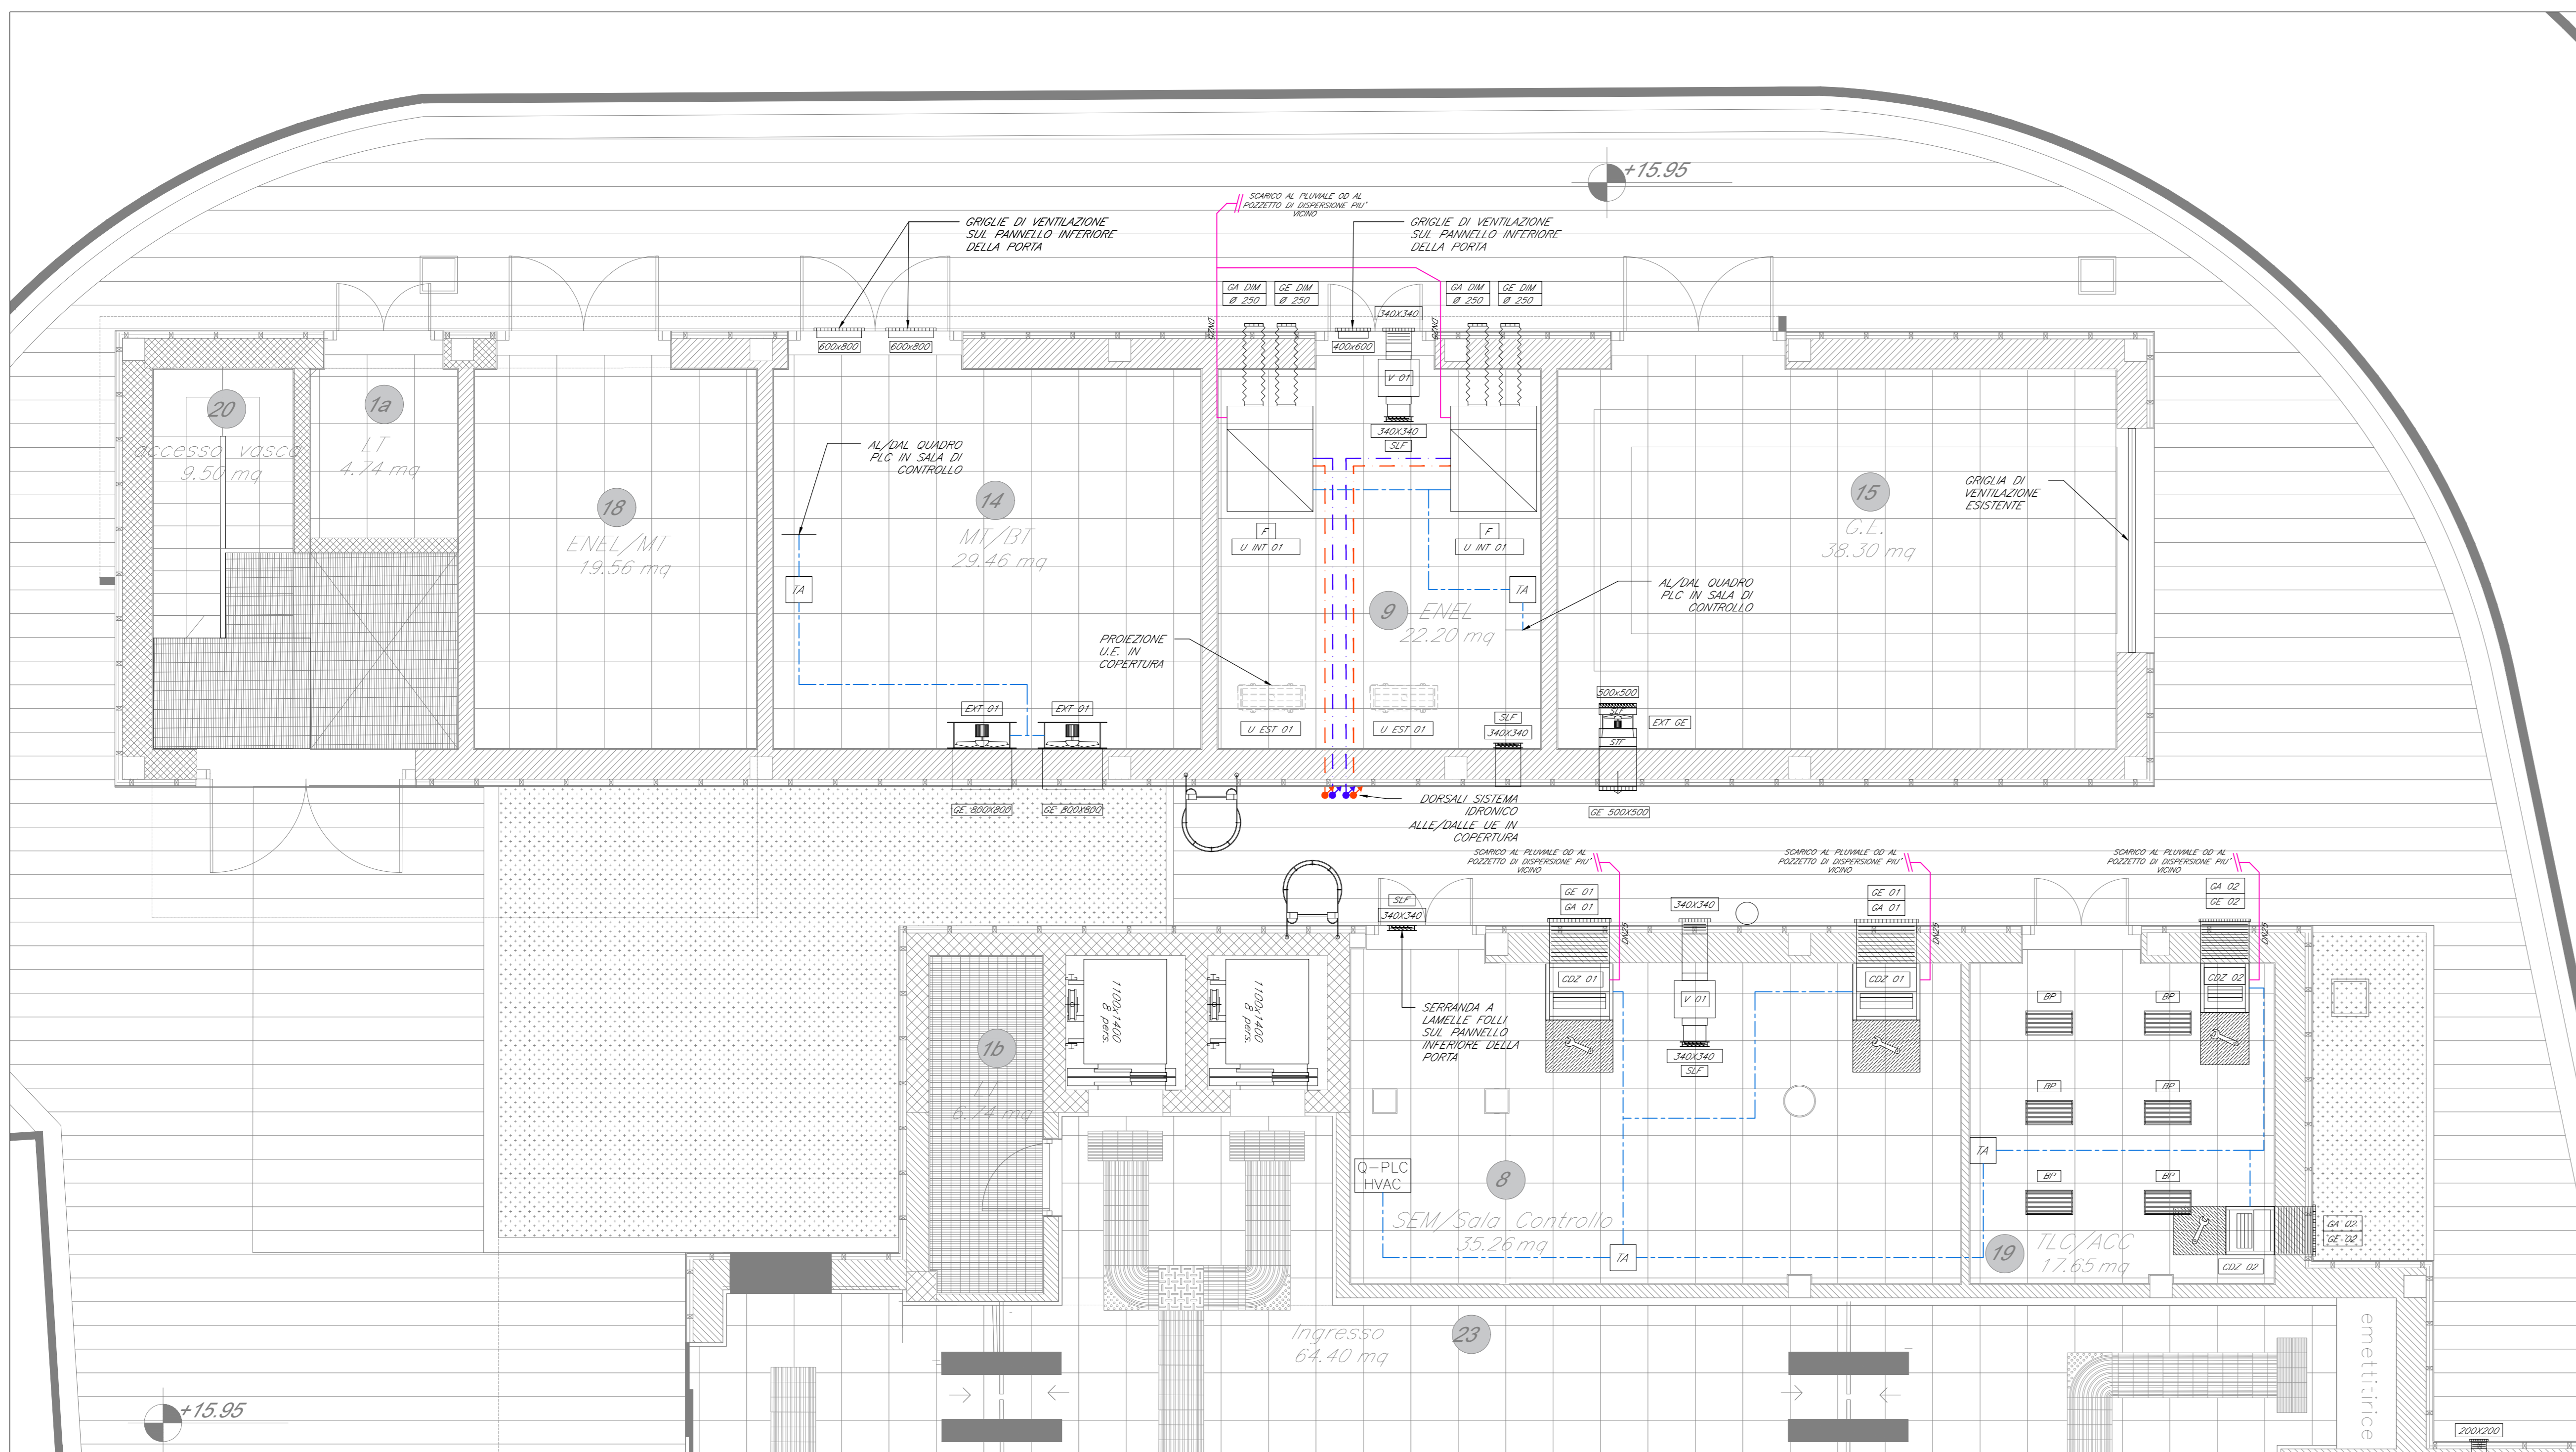 +15.95
SCARICO AL PLUVIALE OD AL
POZZETTO DI DISPERSIONE PIU'
VICINO
GRIGLIE DI VENTILAZIONE
SUL PANNELLO INFERIORE
DELLA PORTA
GRIGLIE DI VENTILAZIONE
SUL PANNELLO INFERIORE
DELLA PORTA
GA DIM
Ø 250
GE DIM
Ø 250
GA DIM
Ø 250
GE DIM
Ø 250
340X340
DN25
DN25
600x800
600x800
400x600
V 01
340X340
SLF
20
accesso vasca
9.50 mq
1a
LT
4.74 mq
AL/DAL QUADRO
PLC IN SALA DI
CONTROLLO
18
ENEL/MT
19.56 mq
14
MT/BT
29.46 mq
15
G.E.
38.30 mq
GRIGLIA DI
VENTILAZIONE
ESISTENTE
F
U INT 01
F
U INT 01
TA
TA
AL/DAL QUADRO
PLC IN SALA DI
CONTROLLO
9
ENEL
22.20 mq
PROIEZIONE
U.E. IN
COPERTURA
EXT 01
EXT 01
U EST 01
U EST 01
SLF
340X340
500x500
SLF
STF
EXT GE
GE 800X800
GE 800X800
GE 500X500
DORSALI SISTEMA
IDRONICO
ALLE/DALLE UE IN
COPERTURA
SCARICO AL PLUVIALE OD AL
POZZETTO DI DISPERSIONE PIU'
VICINO
SCARICO AL PLUVIALE OD AL
POZZETTO DI DISPERSIONE PIU'
VICINO
SCARICO AL PLUVIALE OD AL
POZZETTO DI DISPERSIONE PIU'
VICINO
SLF
340X340
GE 01
GA 01
340X340
GE 01
GA 01
GA 02
GE 02
DN25
DN25
DN25
CDZ 01
V 01
CDZ 01
CDZ 02
340X340
SLF
1100x1400
8 pers.
1100x1400
8 pers.
SERRANDA A
LAMELLE FOLLI
SUL PANNELLO
INFERIORE DELLA
PORTA
BP
BP
BP
BP
BP
BP
1b
LT
6.74 mq
Q-PLC
HVAC
8
SEM/Sala Controllo
35.26 mq
TA
TA
19
TLC/ACC
17.65 mq
GA 02
GE 02
CDZ 02
Ingresso
64.40 mq
23
emettitirice
+15.95
200X200